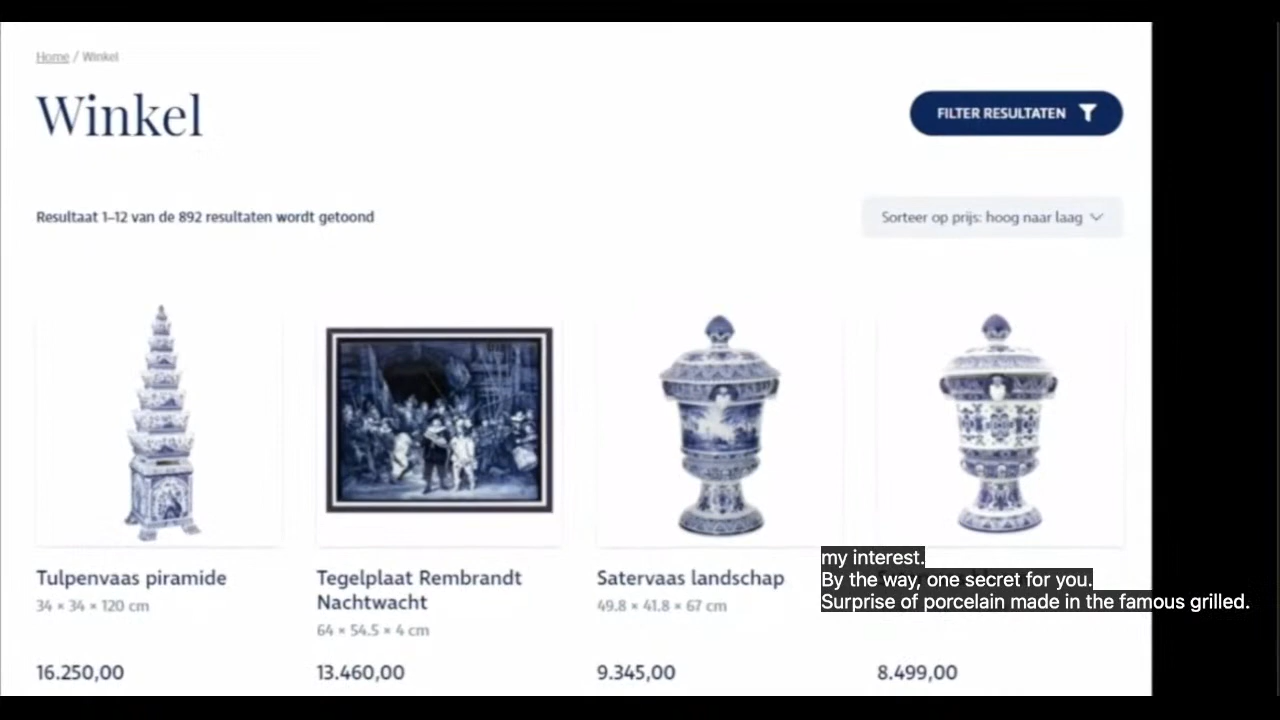 Home / Winkel
Winkel
FILTER RESULTATEN
Resultaat 1–12 van de 892 resultaten wordt getoond
Sorteer op prijs: hoog naar laag
Tulpenvaas piramide
34 × 34 × 120 cm
16.250,00
Tegelplaat Rembrandt
Nachtwacht
64 × 54.5 × 4 cm
13.460,00
Satervaas landschap
49.8 × 41.8 × 67 cm
9.345,00
8.499,00
my interest.
By the way, one secret for you.
Surprise of porcelain made in the famous grilled.